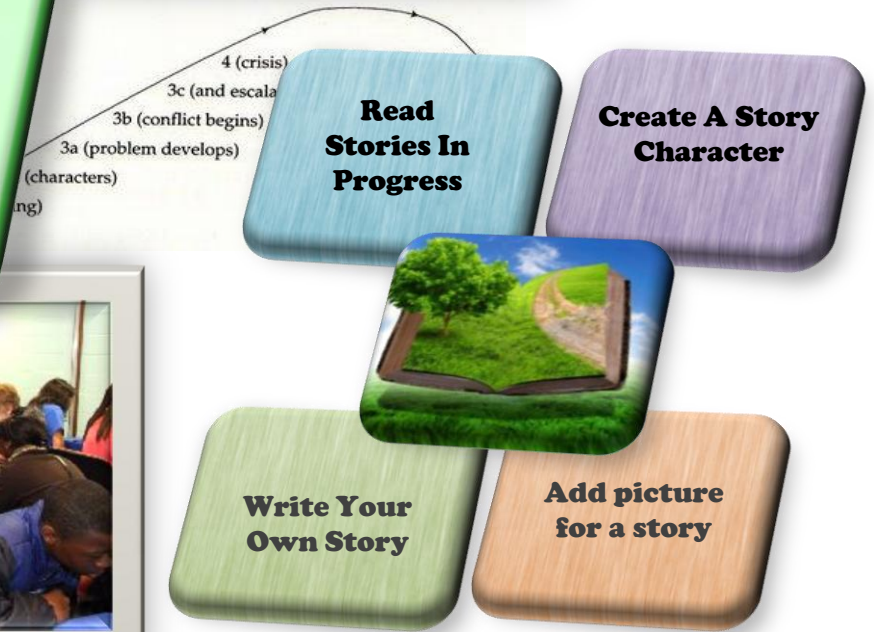 4 (crisis)
3c (and escala
3b (conflict begins)
3a (problem develops)
(characters)
ng)
Read
Stories In
Progress
Create A Story
Character
Write Your
Own Story
Add picture
for a story